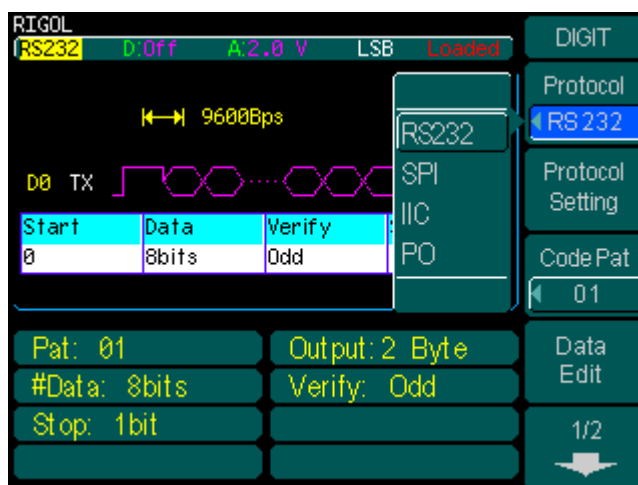 RIGOL
RS232 D:Off A:2.0 V LSB Loaded
DIGIT
Protocol
RS232
9600Bps
RS232
SPI
IIC
PO
Protocol
Setting
D0 TX
Start Data Verify
0 8bits Odd
Code Pat
01
Pat: 01 Output: 2 Byte
#Data: 8bits Verify: Odd
Stop: 1bit
Data
Edit
1/2